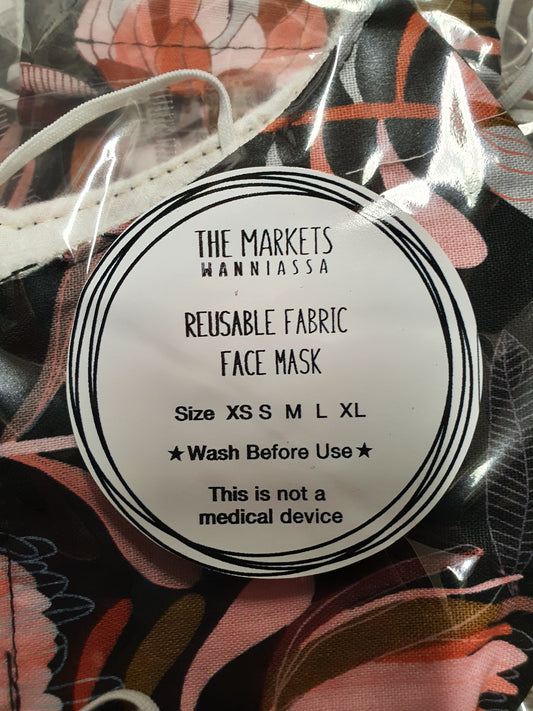 THE MARKETS
WANNIASSA
REUSABLE FABRIC
FACE MASK
Size XS S M L XL
★Wash Before Use★
This is not a
medical device